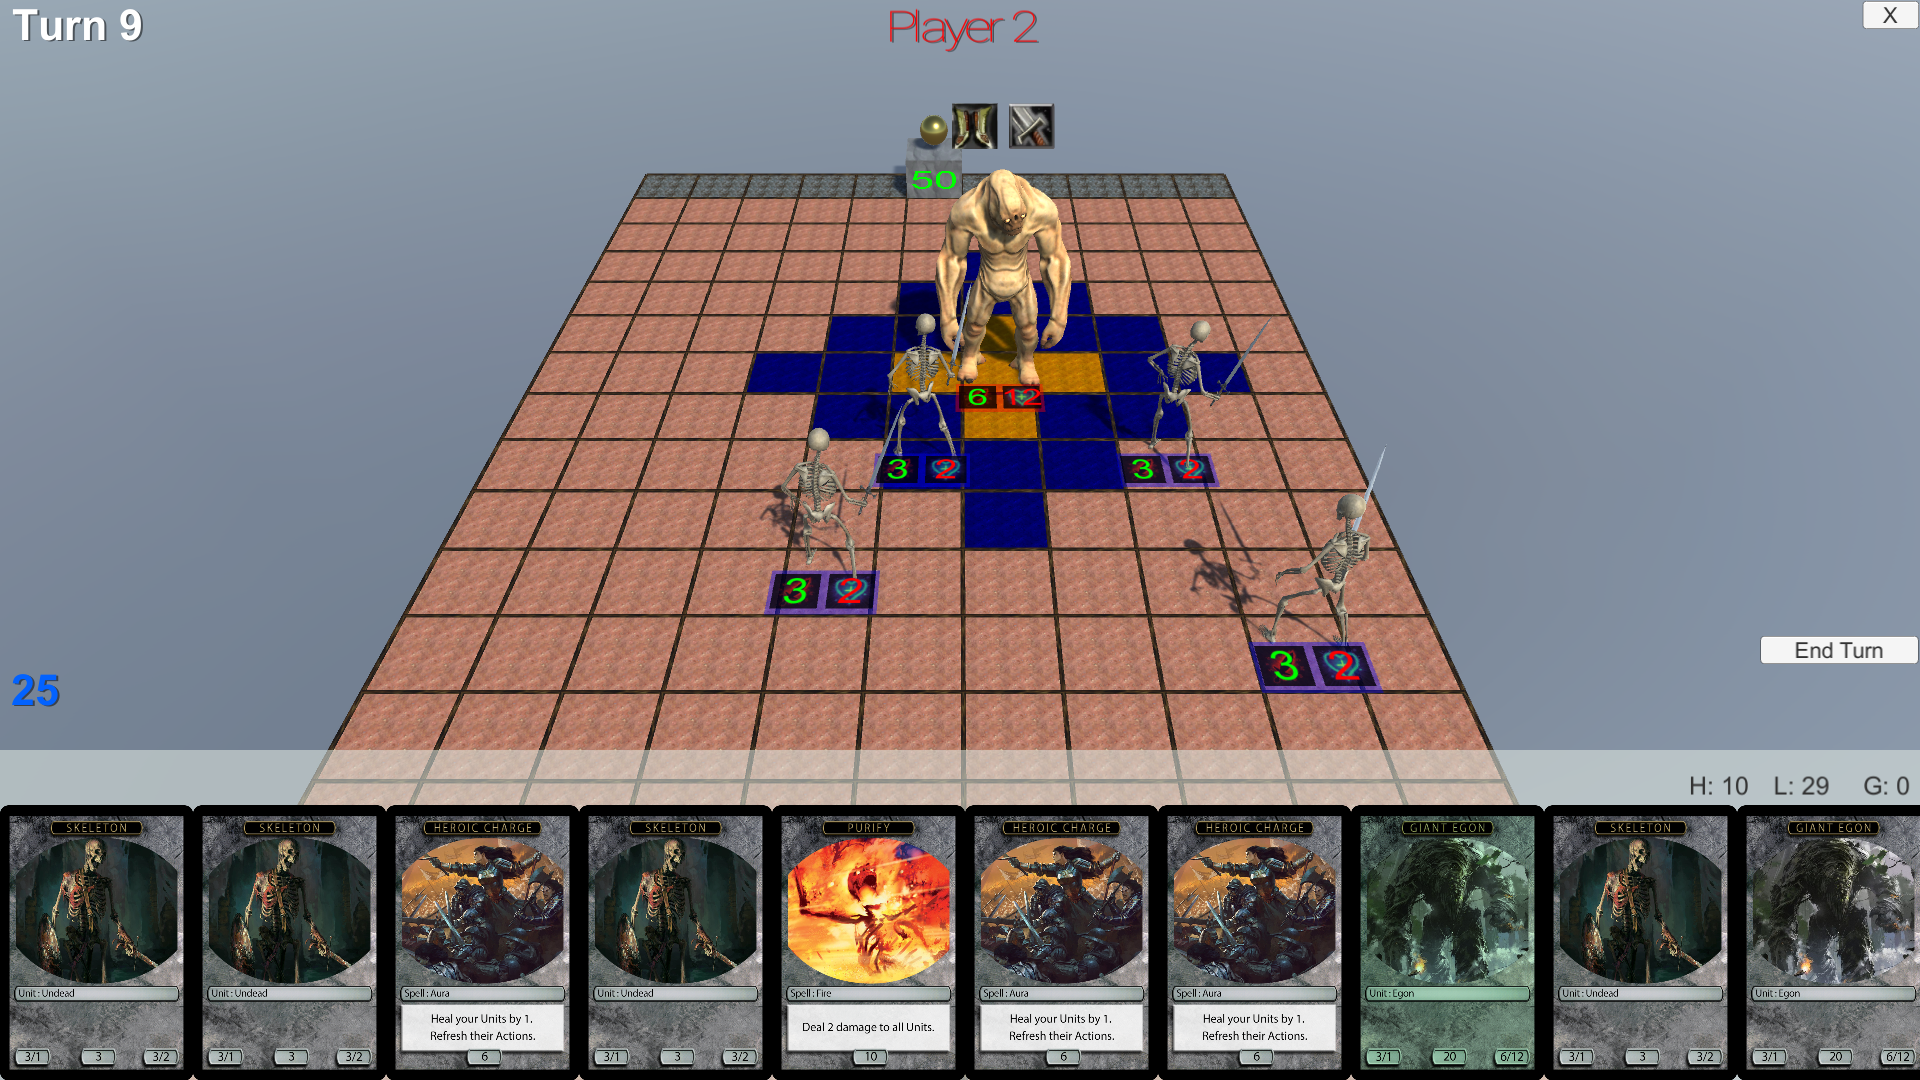 Turn 9
Player 2
X
50
6 12
3 2
3 2
3 2
3 2
End Turn
25
H: 10 L: 29 G: 0
SKELETON
Unit : Undead
3/1 3 3/2
SKELETON
Unit : Undead
3/1 3 3/2
HEROIC CHARGE
Spell : Aura
Heal your Units by 1.
Refresh their Actions.
6
SKELETON
Unit : Undead
3/1 3 3/2
PURIFY
Spell : Fire
Deal 2 damage to all Units.
10
HEROIC CHARGE
Spell : Aura
Heal your Units by 1.
Refresh their Actions.
6
HEROIC CHARGE
Spell : Aura
Heal your Units by 1.
Refresh their Actions.
6
GIANT EGON
Unit : Egon
3/1 20 6/12
SKELETON
Unit : Undead
3/1 3 3/2
GIANT EGON
Unit : Egon
3/1 20 6/12